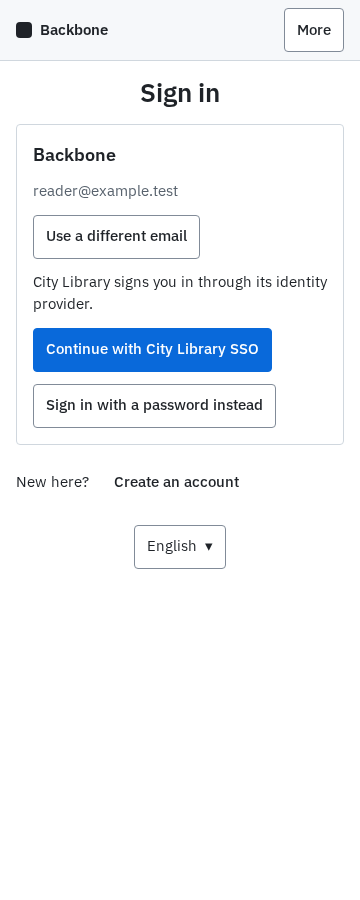 Backbone
More
Sign in
Backbone
reader@example.test
Use a different email
City Library signs you in through its identity
provider.
Continue with City Library SSO
Sign in with a password instead
New here? Create an account
English ▾